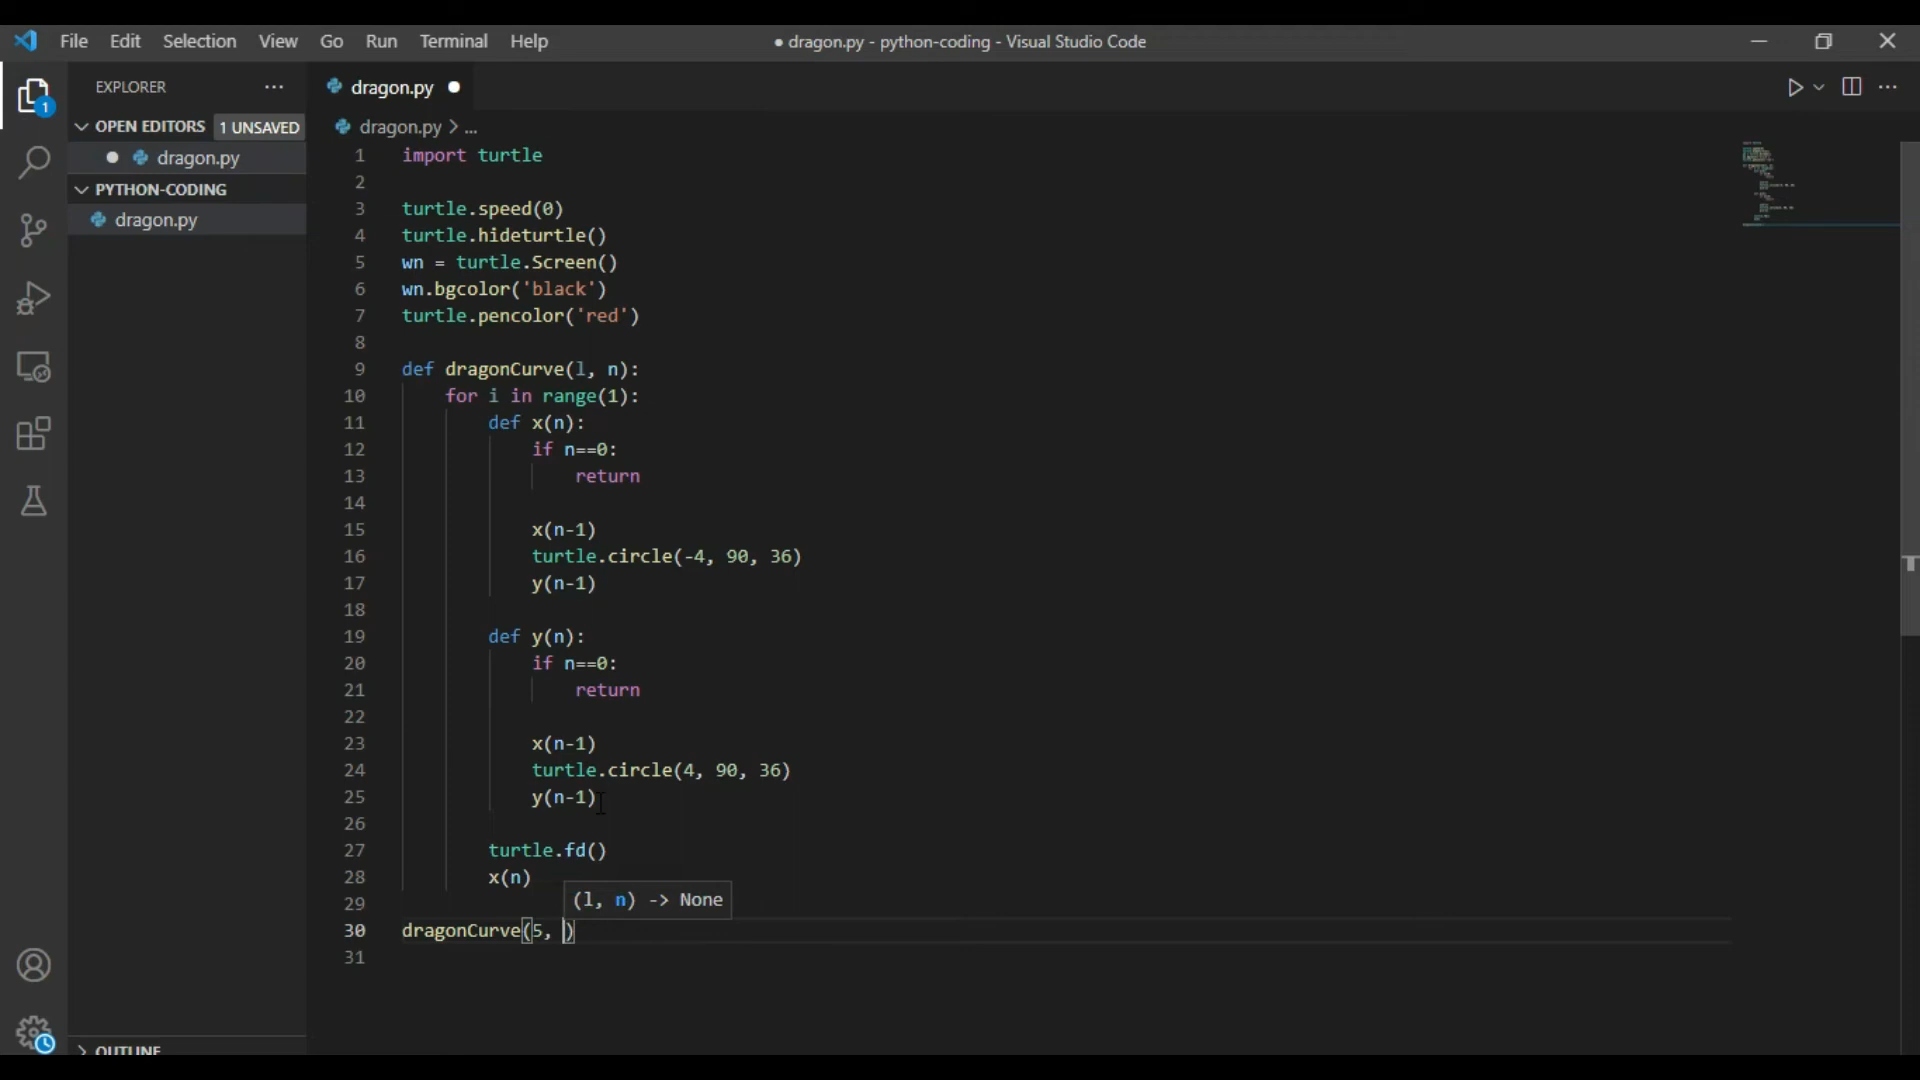 File Edit Selection View Go Run Terminal Help
● dragon.py - python-coding - Visual Studio Code
EXPLORER
OPEN EDITORS 1 UNSAVED
dragon.py
PYTHON-CODING
dragon.py
OUTLINE
1
dragon.py
dragon.py > ...
1 import turtle
2
3 turtle.speed(0)
4 turtle.hideturtle()
5 wn = turtle.Screen()
6 wn.bgcolor('black')
7 turtle.pencolor('red')
8
9 def dragonCurve(l, n):
10 for i in range(1):
11 def x(n):
12 if n==0:
13 return
14
15 x(n-1)
16 turtle.circle(-4, 90, 36)
17 y(n-1)
18
19 def y(n):
20 if n==0:
21 return
22
23 x(n-1)
24 turtle.circle(4, 90, 36)
25 y(n-1)
26
27 turtle.fd()
28 x(n)
29
(l, n) -> None
30 dragonCurve(5, )
31